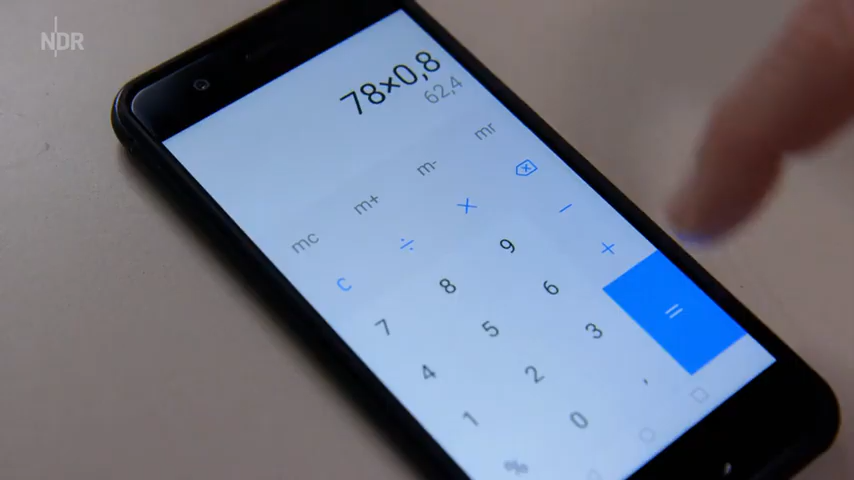 NDR
78×0,8
62,4
mc m+ m- mr
C ÷ × 
7 8 9 −
4 5 6 +
1 2 3 =
% 0 ,